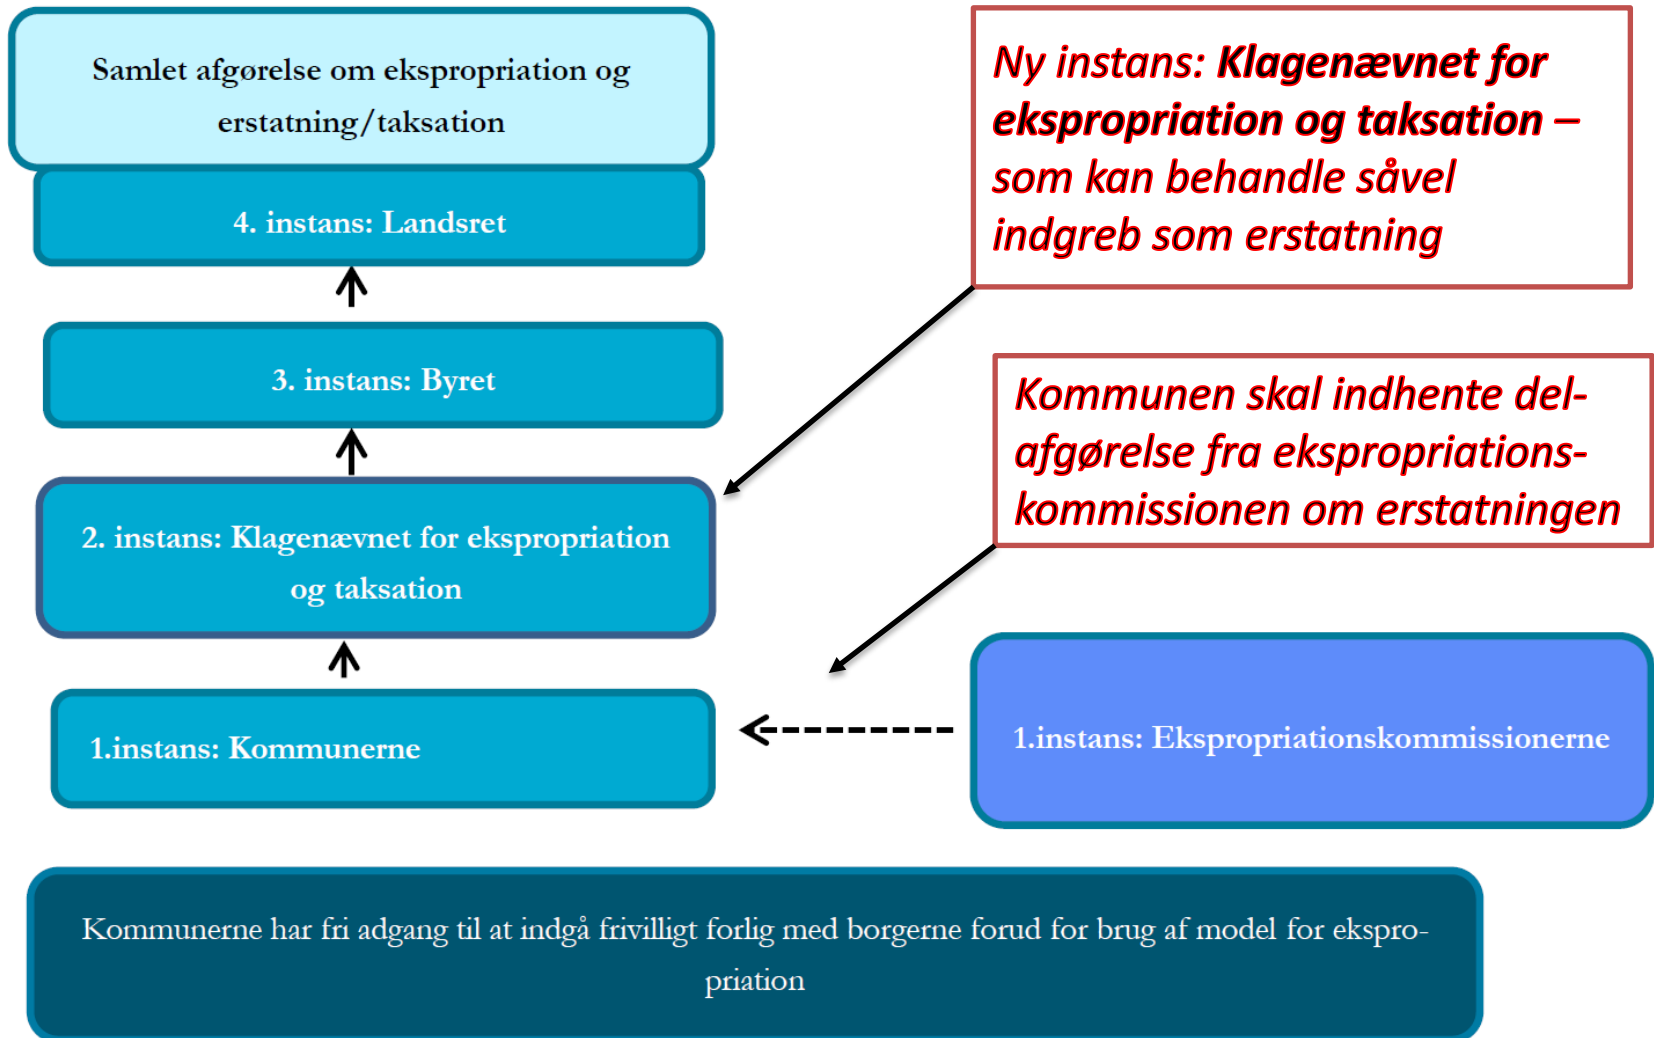 Samlet afgørelse om ekspropriation og
erstatning/taksation
4. instans: Landsret
3. instans: Byret
2. instans: Klagenævnet for ekspropriation
og taksation
1.instans: Kommunerne
Ny instans: Klagenævnet for
ekspropriation og taksation –
som kan behandle såvel
indgreb som erstatning
Kommunen skal indhente del-
afgørelse fra ekspropriations-
kommissionen om erstatningen
1.instans: Ekspropriationskommissionerne
Kommunerne har fri adgang til at indgå frivilligt forlig med borgerne forud for brug af model for ekspro-
priation